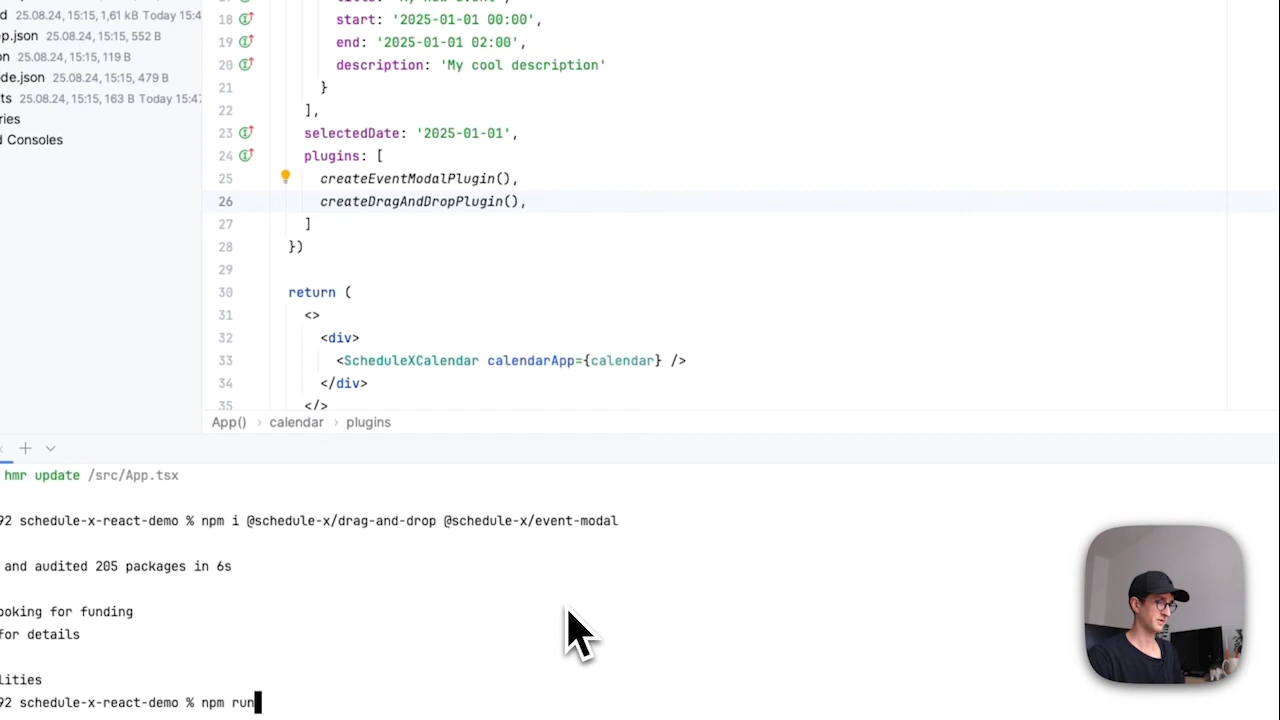 d 25.08.24, 15:15, 1,61 kB Today 15:4
p.json 25.08.24, 15:15, 552 B
n 25.08.24, 15:15, 119 B
de.json 25.08.24, 15:15, 479 B
ts 25.08.24, 15:15, 163 B Today 15:47
ries
d Consoles
18 start: '2025-01-01 00:00',
19 end: '2025-01-01 02:00',
20 description: 'My cool description'
21 }
22 ],
23 selectedDate: '2025-01-01',
24 plugins: [
25 createEventModalPlugin(),
26 createDragAndDropPlugin(),
27 ]
28 })
29
30 return (
31 <>
32 <div>
33 <ScheduleXCalendar calendarApp={calendar} />
34 </div>
35 </>
App() › calendar › plugins
hmr update /src/App.tsx
92 schedule-x-react-demo % npm i @schedule-x/drag-and-drop @schedule-x/event-modal
and audited 205 packages in 6s
ooking for funding
for details
lities
92 schedule-x-react-demo % npm run